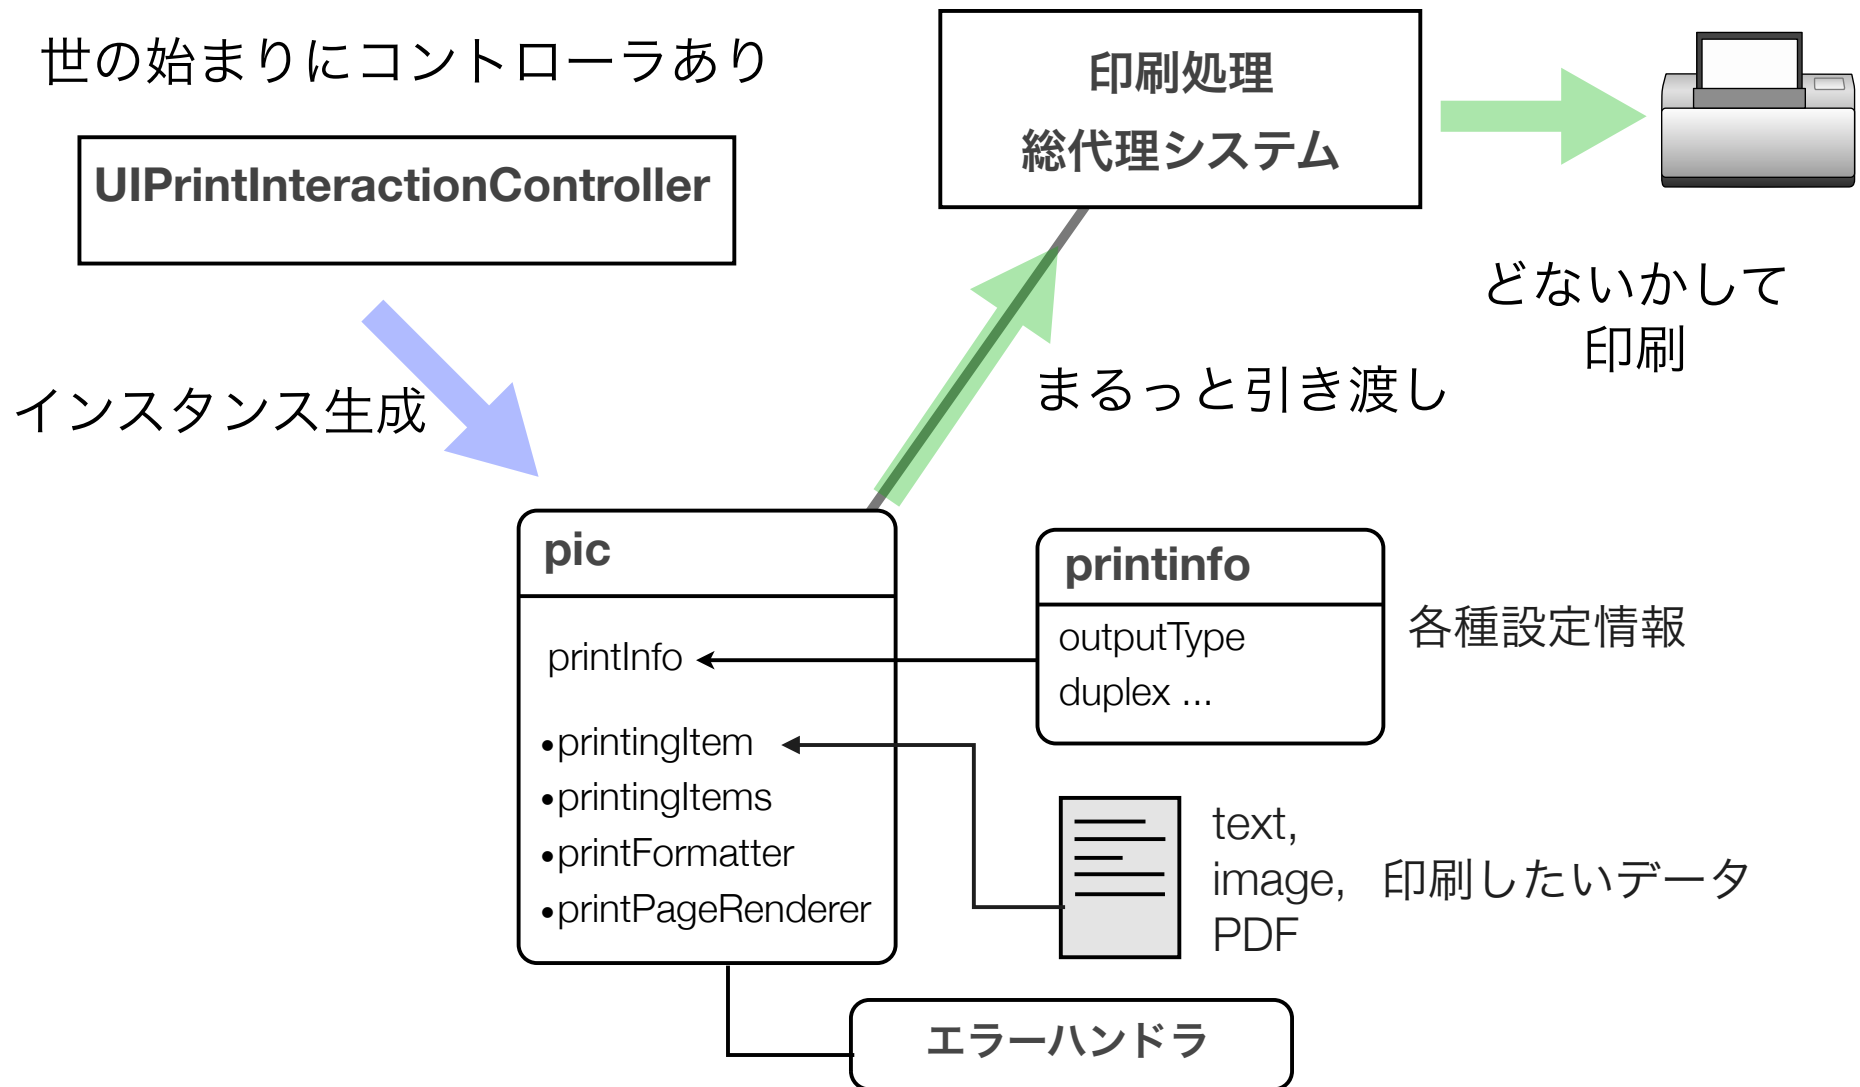 世の始まりにコントローラあり
UIPrintInteractionController
印刷処理
総代理システム
どないかして
印刷
インスタンス生成
まるっと引き渡し
pic
printInfo
•printingItem
•printingItems
•printFormatter
•printPageRenderer
printinfo
outputType
duplex ...
各種設定情報
text,
image,
PDF
印刷したいデータ
エラーハンドラ